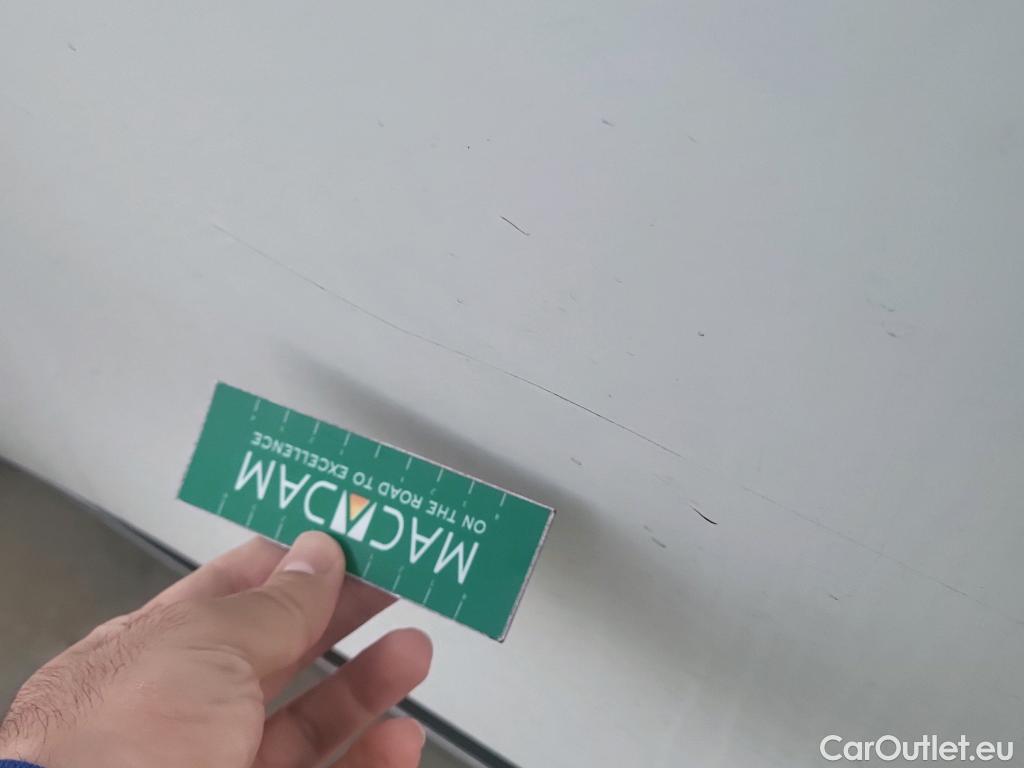 MACADAM
ON THE ROAD TO EXCELLENCE
CarOutlet.eu